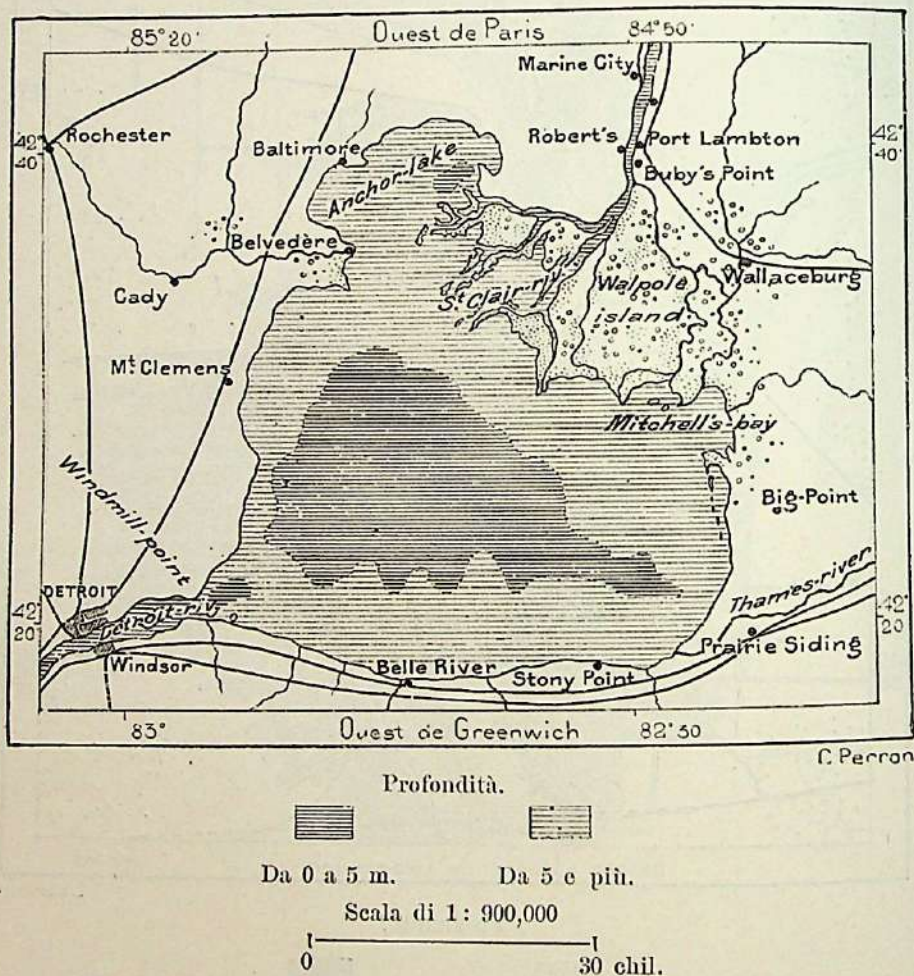 85°20'
Ouest de Paris
84°50'
Marine City
42°
40'
Rochester
Baltimore
Robert's
Port Lambton
42°
40'
Anchor-lake
Buby's Point
Belvedère
Cady
St Clair-riv.
Walpole
island
Wallaceburg
Mt. Clemens
Mitchell's-bay
Windmill-point
Big-Point
DETROIT
Detroit-riv.
Thames-river
42°
20'
42°
20'
Windsor
Belle River
Stony Point
Prairie Siding
83°
Ouest de Greenwich
82°30
C. Perron
Profondità.
Da 0 a 5 m.
Da 5 e più.
Scala di 1: 900,000
0
30 chil.